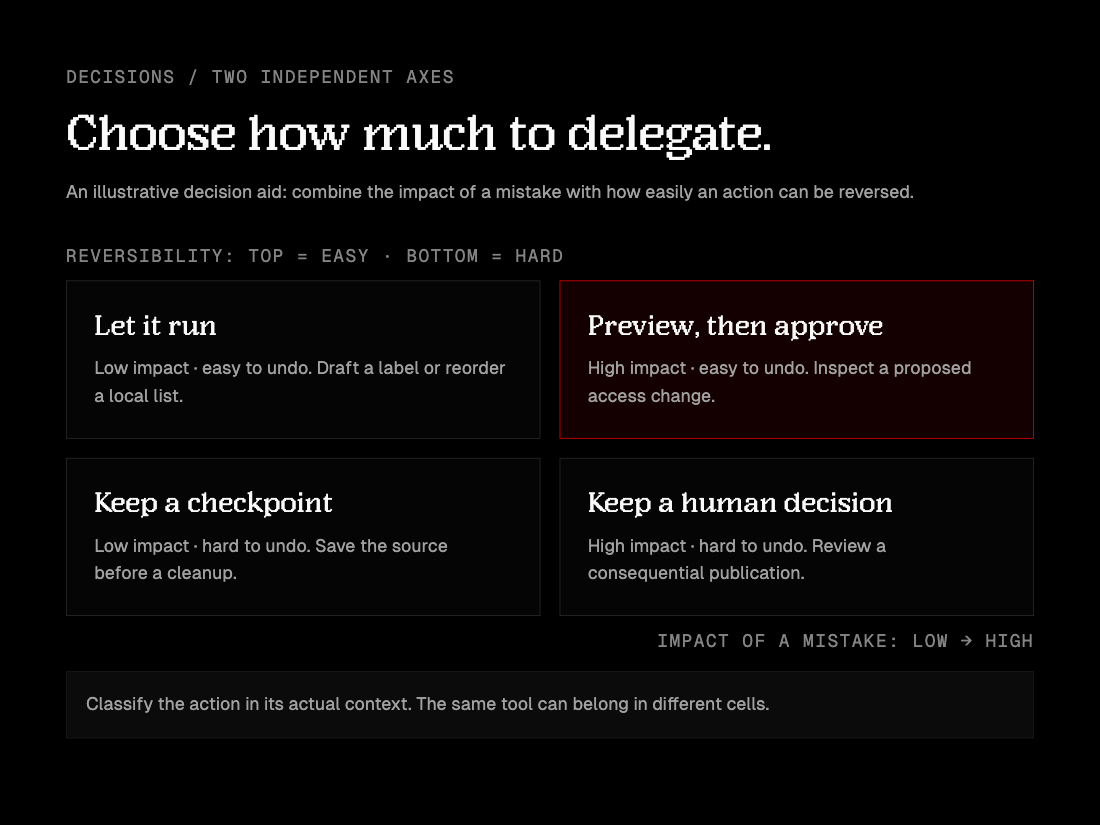 DECISIONS / TWO INDEPENDENT AXES
Choose how much to delegate.
An illustrative decision aid: combine the impact of a mistake with how easily an action can be reversed.
REVERSIBILITY: TOP = EASY · BOTTOM = HARD
Let it run
Low impact · easy to undo. Draft a label or reorder
a local list.
Preview, then approve
High impact · easy to undo. Inspect a proposed
access change.
Keep a checkpoint
Low impact · hard to undo. Save the source
before a cleanup.
Keep a human decision
High impact · hard to undo. Review a
consequential publication.
IMPACT OF A MISTAKE: LOW → HIGH
Classify the action in its actual context. The same tool can belong in different cells.